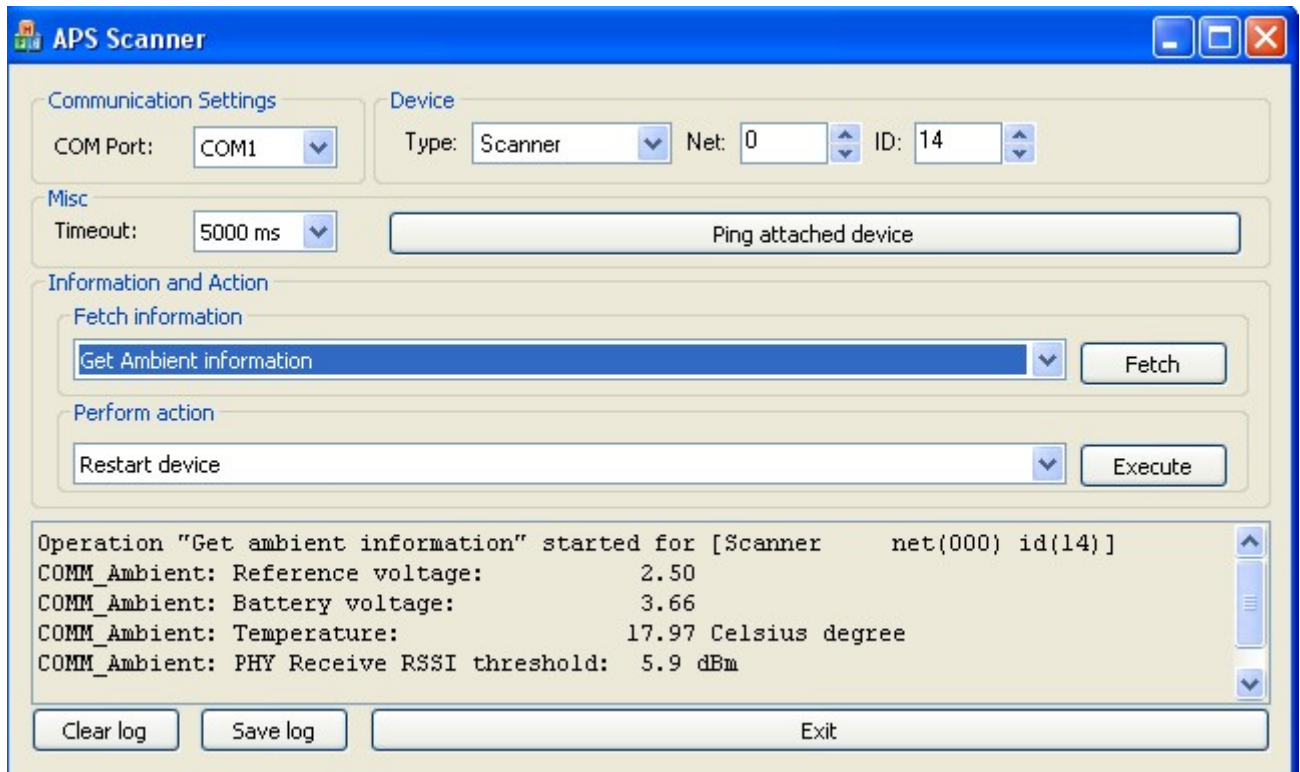 APS Scanner
Communication Settings
COM Port: COM1
Device
Type: Scanner Net: 0 ID: 14
Misc
Timeout: 5000 ms Ping attached device
Information and Action
Fetch information
Get Ambient information Fetch
Perform action
Restart device Execute
Operation "Get ambient information" started for [Scanner net(000) id(14)]
COMM_Ambient: Reference voltage: 2.50
COMM_Ambient: Battery voltage: 3.66
COMM_Ambient: Temperature: 17.97 Celsius degree
COMM_Ambient: PHY Receive RSSI threshold: 5.9 dBm
Clear log Save log Exit